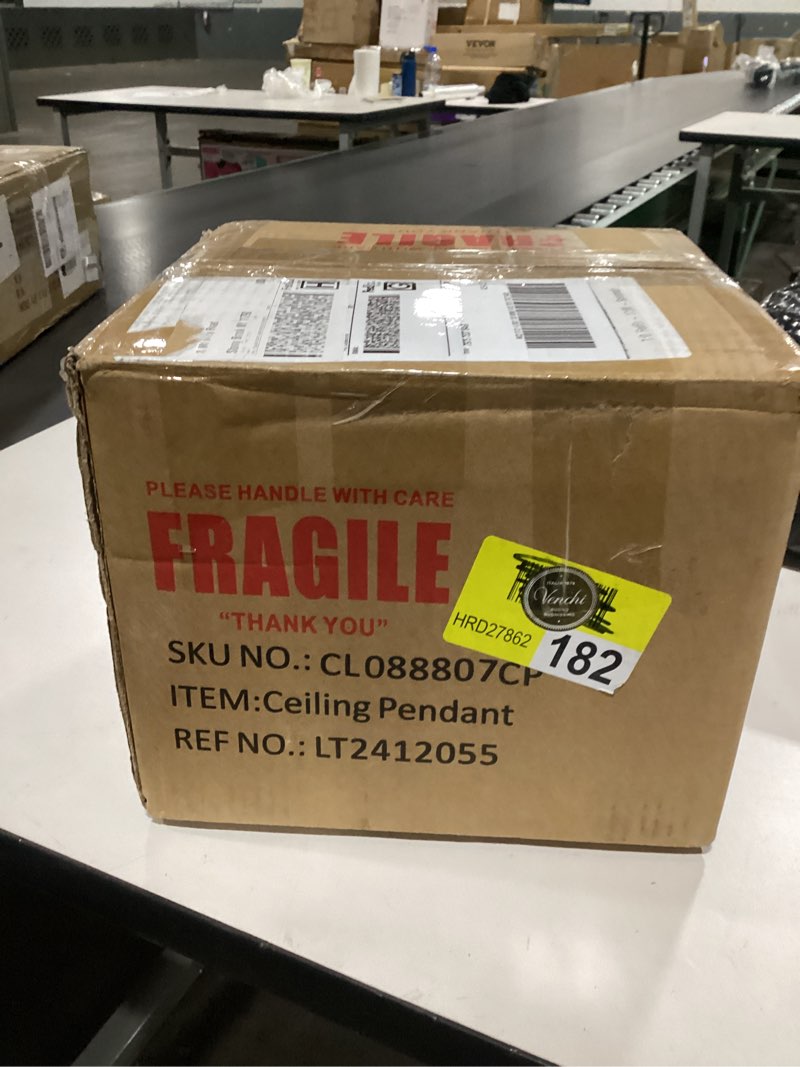 VEVOR
FRAGILE
H
G
PLEASE HANDLE WITH CARE
FRAGILE
“THANK YOU”
SKU NO.: CL088807CP
ITEM:Ceiling Pendant
REF NO.: LT2412055
Venchi
HRD27862
182